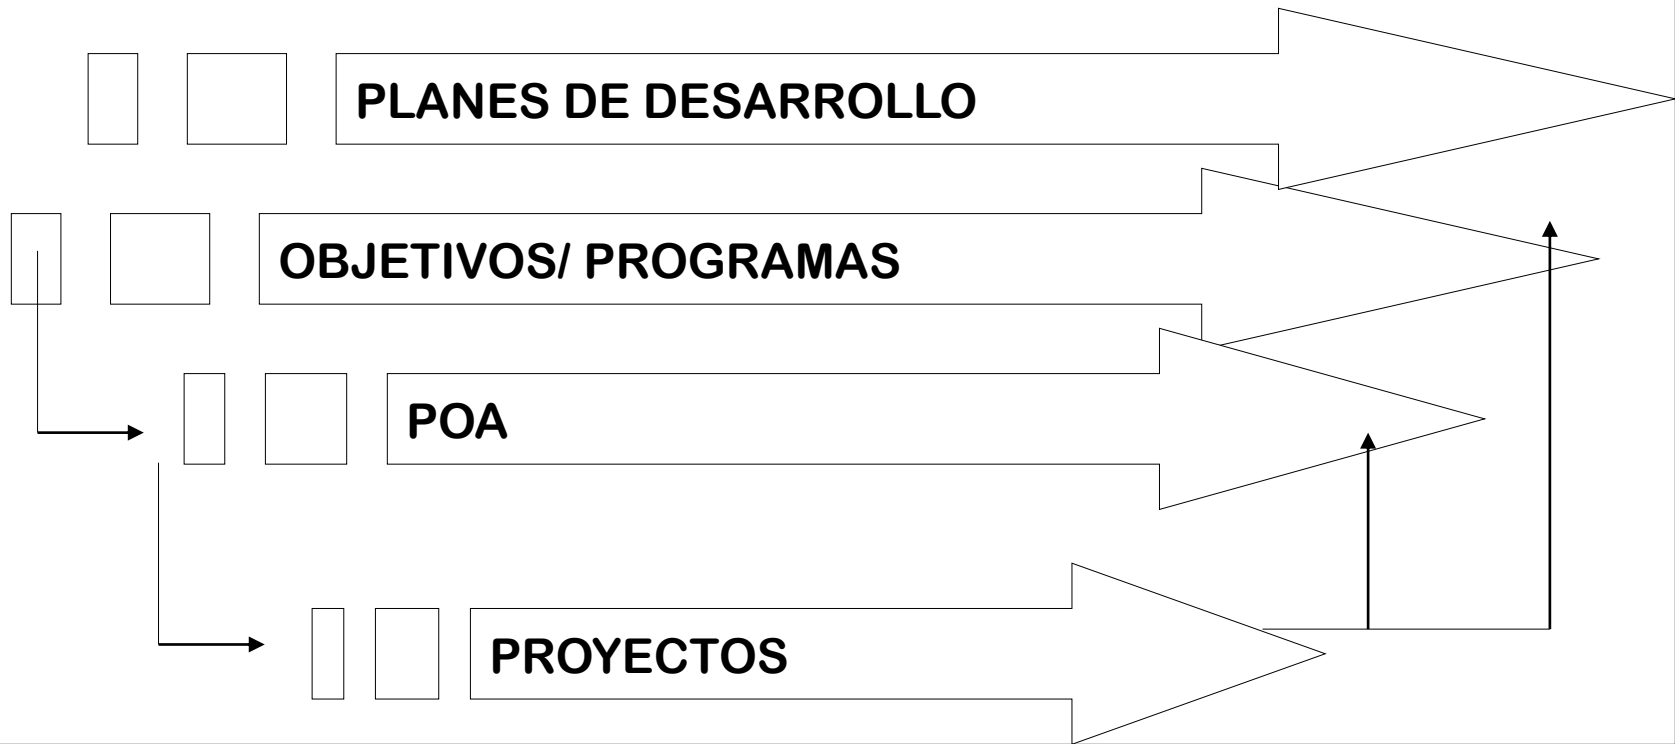 PLANES DE DESARROLLO
OBJETIVOS/ PROGRAMAS
POA
PROYECTOS